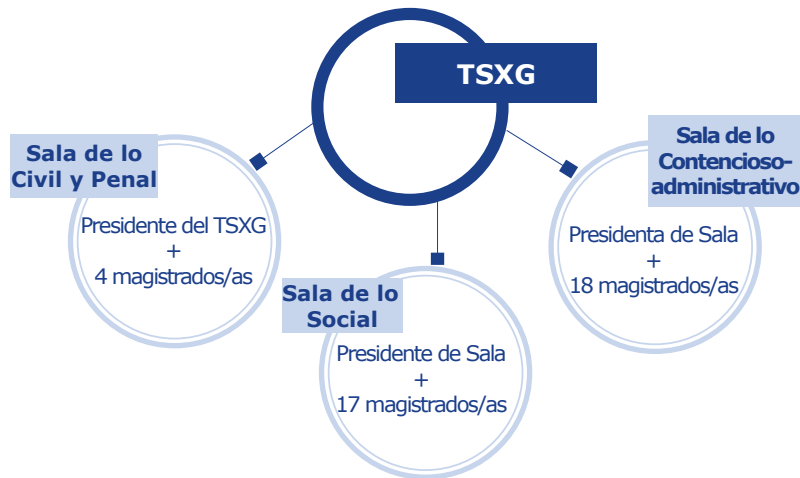 TSXG
Sala de lo
Civil y Penal
Presidente del TSXG
+
4 magistrados/as
Sala de lo
Social
Presidente de Sala
+
17 magistrados/as
Sala de lo
Contencioso-
administrativo
Presidenta de Sala
+
18 magistrados/as